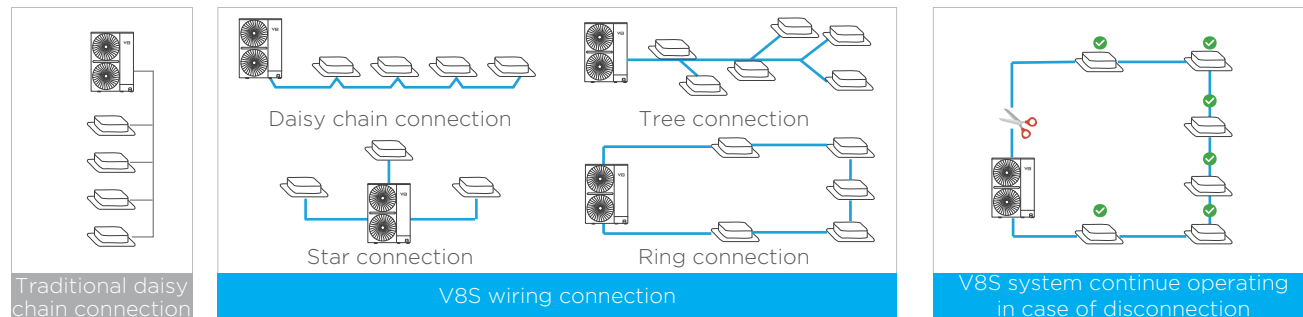 Traditional daisy
chain connection
Daisy chain connection
Tree connection
Star connection
Ring connection
V8S wiring connection
V8S system continue operating
in case of disconnection